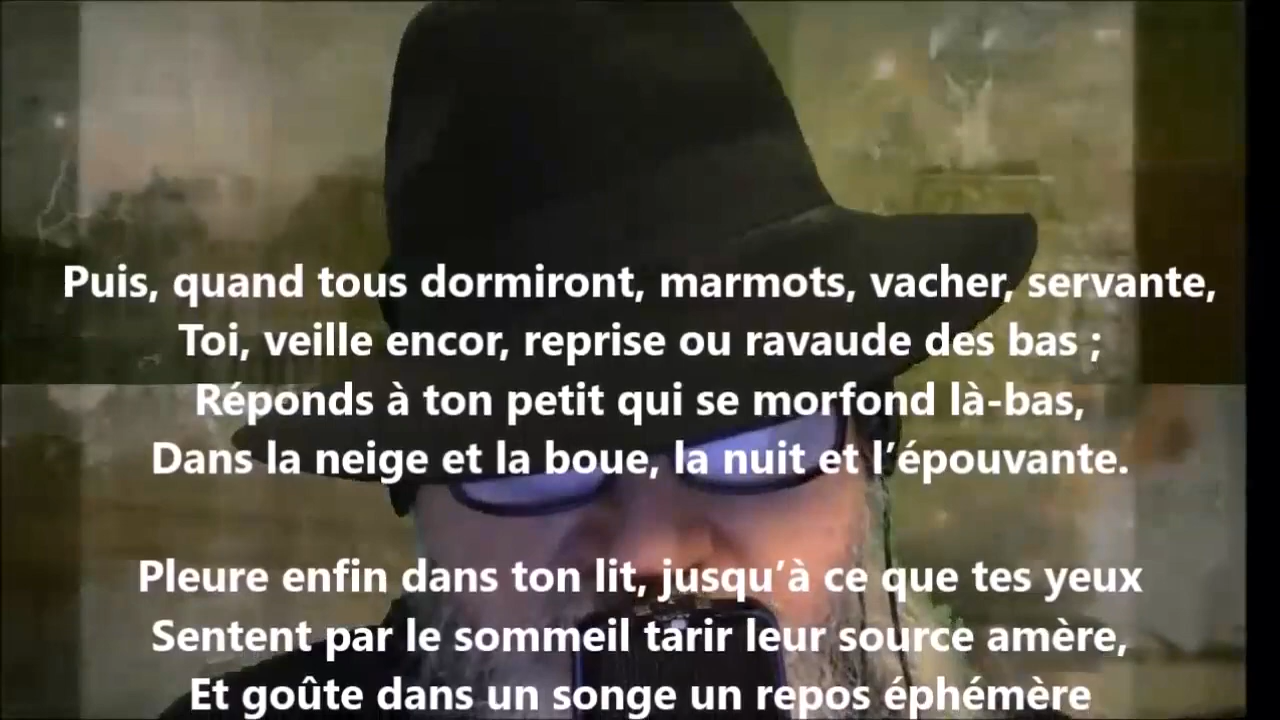 Puis, quand tous dormiront, marmots, vacher, servante,
Toi, veille encor, reprise ou ravaude des bas ;
Réponds à ton petit qui se morfond là-bas,
Dans la neige et la boue, la nuit et l’épouvante.
Pleure enfin dans ton lit, jusqu’à ce que tes yeux
Sentent par le sommeil tarir leur source amère,
Et goûte dans un songe un repos éphémère